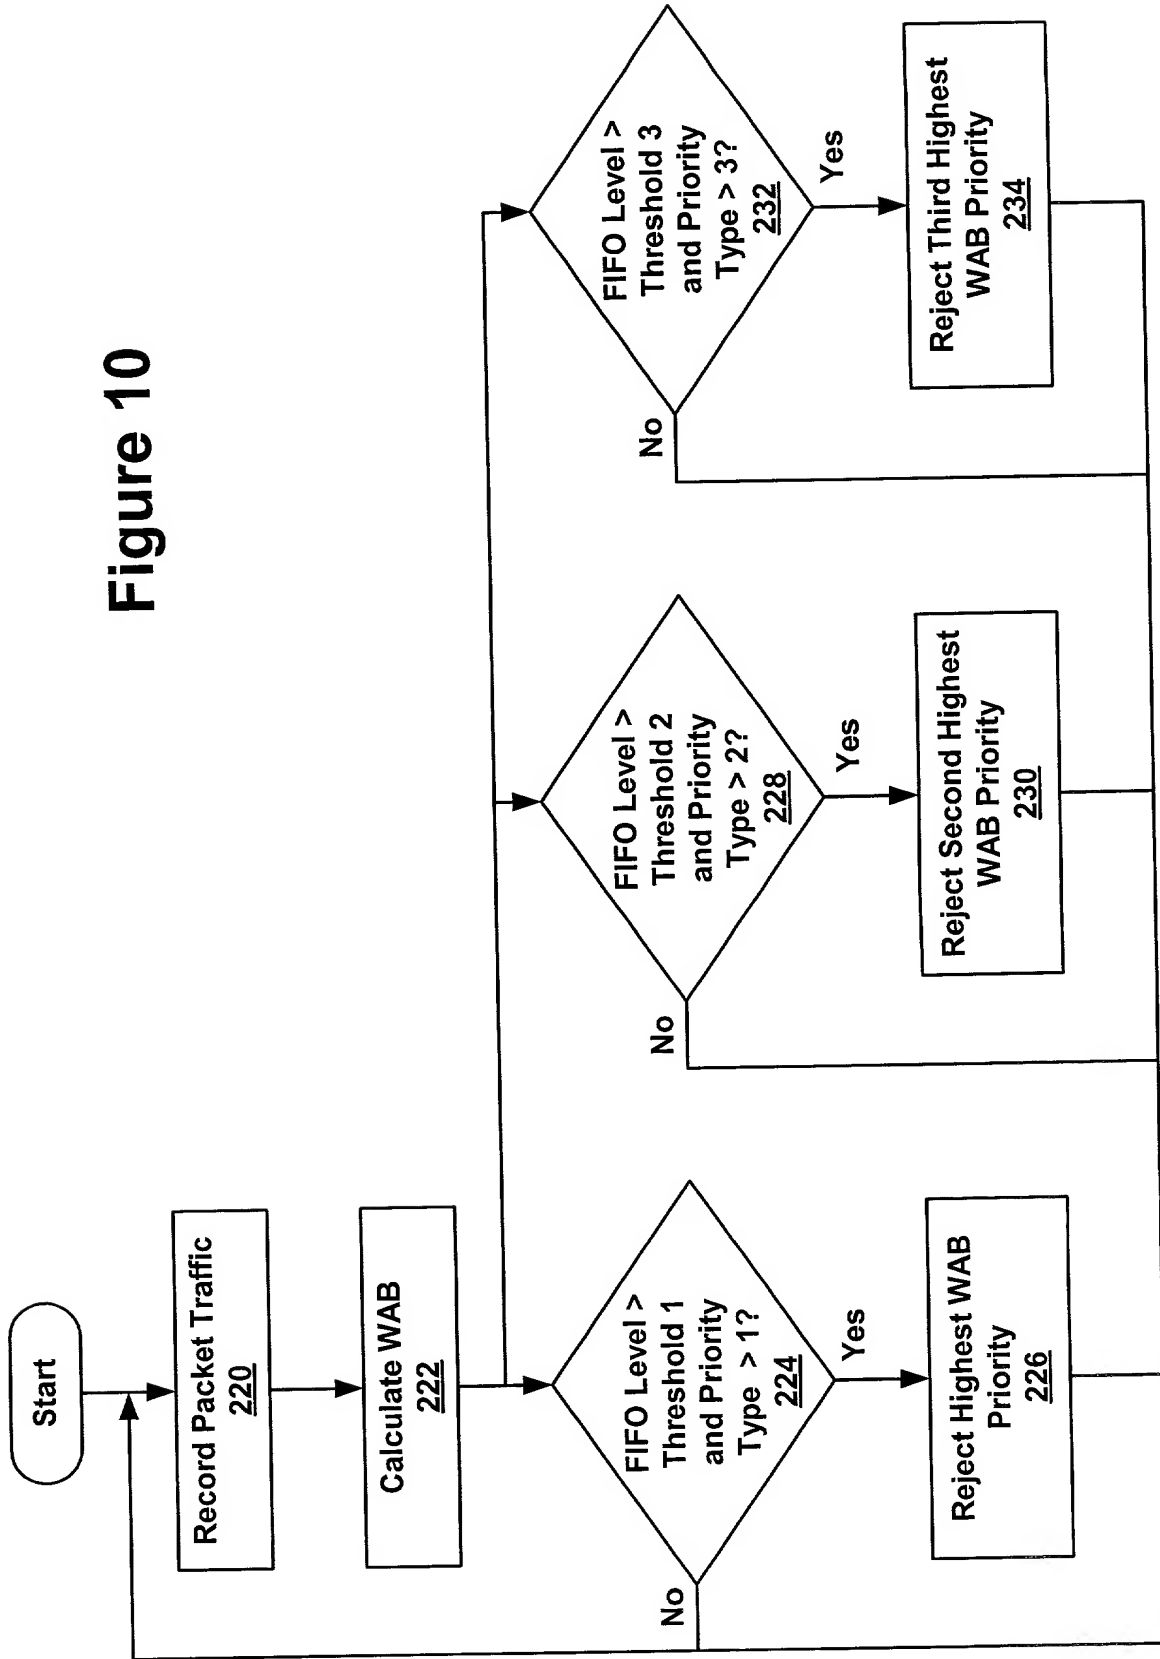 Figure 10
Start
Record Packet Traffic
220
Calculate WAB
222
FIFO Level >
Threshold 1
and Priority
Type > 1?
224
No
Yes
Reject Highest WAB
Priority
226
FIFO Level >
Threshold 2
and Priority
Type > 2?
228
No
Yes
Reject Second Highest
WAB Priority
230
FIFO Level >
Threshold 3
and Priority
Type > 3?
232
No
Yes
Reject Third Highest
WAB Priority
234